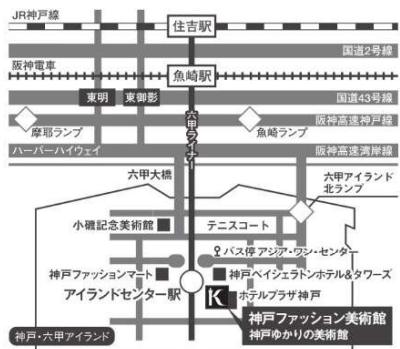 JR神戸線
住吉駅
国道2号線
阪神電車
魚崎駅
東明
東御影
国道43号線
六甲ライナー
阪神高速神戸線
摩耶ランプ
魚崎ランプ
ハーバーハイウェイ
阪神高速湾岸線
六甲大橋
六甲アイランド
北ランプ
小磯記念美術館
テニスコート
バス停 アジア・ワン・センター
神戸ファッションマート
神戸ベイシェラトンホテル&タワーズ
アイランドセンター駅
K
ホテルプラザ神戸
神戸ファッション美術館
神戸ゆかりの美術館
神戸・六甲アイランド